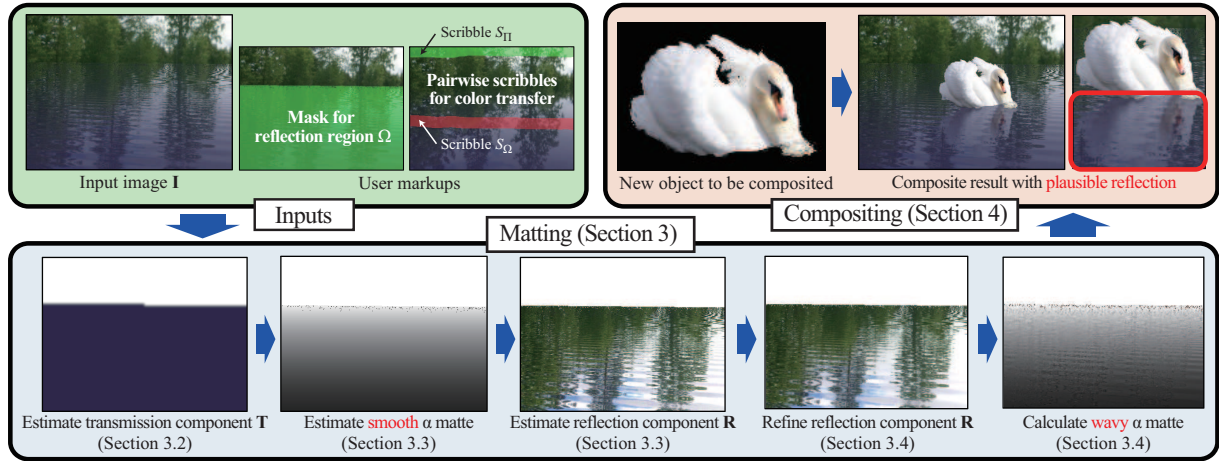 Scribble S_Π
Mask for
reflection region Ω
Pairwise scribbles
for color transfer
Scribble S_Ω
Input image I
User markups
Inputs
New object to be composited
Composite result with plausible reflection
Compositing (Section 4)
Matting (Section 3)
Estimate transmission component T
(Section 3.2)
Estimate smooth α matte
(Section 3.3)
Estimate reflection component R
(Section 3.3)
Refine reflection component R
(Section 3.4)
Calculate wavy α matte
(Section 3.4)